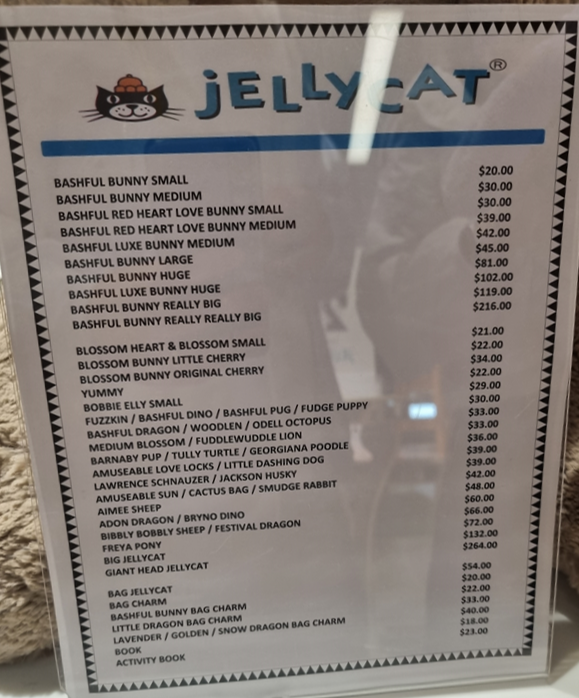 JELLYCAT®
BASHFUL BUNNY SMALL $20.00
BASHFUL BUNNY MEDIUM $30.00
BASHFUL RED HEART LOVE BUNNY SMALL $30.00
BASHFUL RED HEART LOVE BUNNY MEDIUM $39.00
BASHFUL LUXE BUNNY MEDIUM $42.00
BASHFUL BUNNY LARGE $45.00
BASHFUL BUNNY HUGE $81.00
BASHFUL LUXE BUNNY HUGE $102.00
BASHFUL BUNNY REALLY BIG $119.00
BASHFUL BUNNY REALLY REALLY BIG $216.00
BLOSSOM HEART & BLOSSOM SMALL $21.00
BLOSSOM BUNNY LITTLE CHERRY $22.00
BLOSSOM BUNNY ORIGINAL CHERRY $34.00
YUMMY $22.00
BOBBIE ELLY SMALL $29.00
FUZZKIN / BASHFUL DINO / BASHFUL PUG / FUDGE PUPPY $30.00
BASHFUL DRAGON / WOODLEN / ODELL OCTOPUS $33.00
MEDIUM BLOSSOM / FUDDLEWUDDLE LION $33.00
BARNABY PUP / TULLY TURTLE / GEORGIANA POODLE $36.00
AMUSEABLE LOVE LOCKS / LITTLE DASHING DOG $39.00
LAWRENCE SCHNAUZER / JACKSON HUSKY $39.00
AMUSEABLE SUN / CACTUS BAG / SMUDGE RABBIT $42.00
AIMEE SHEEP $48.00
ADON DRAGON / BRYNO DINO $60.00
BIBBLY BOBBLY SHEEP / FESTIVAL DRAGON $66.00
FREYA PONY $72.00
BIG JELLYCAT $132.00
GIANT HEAD JELLYCAT $264.00
BAG JELLYCAT $54.00
BAG CHARM $20.00
BASHFUL BUNNY BAG CHARM $22.00
LITTLE DRAGON BAG CHARM $33.00
LAVENDER / GOLDEN / SNOW DRAGON BAG CHARM $40.00
BOOK $18.00
ACTIVITY BOOK $23.00